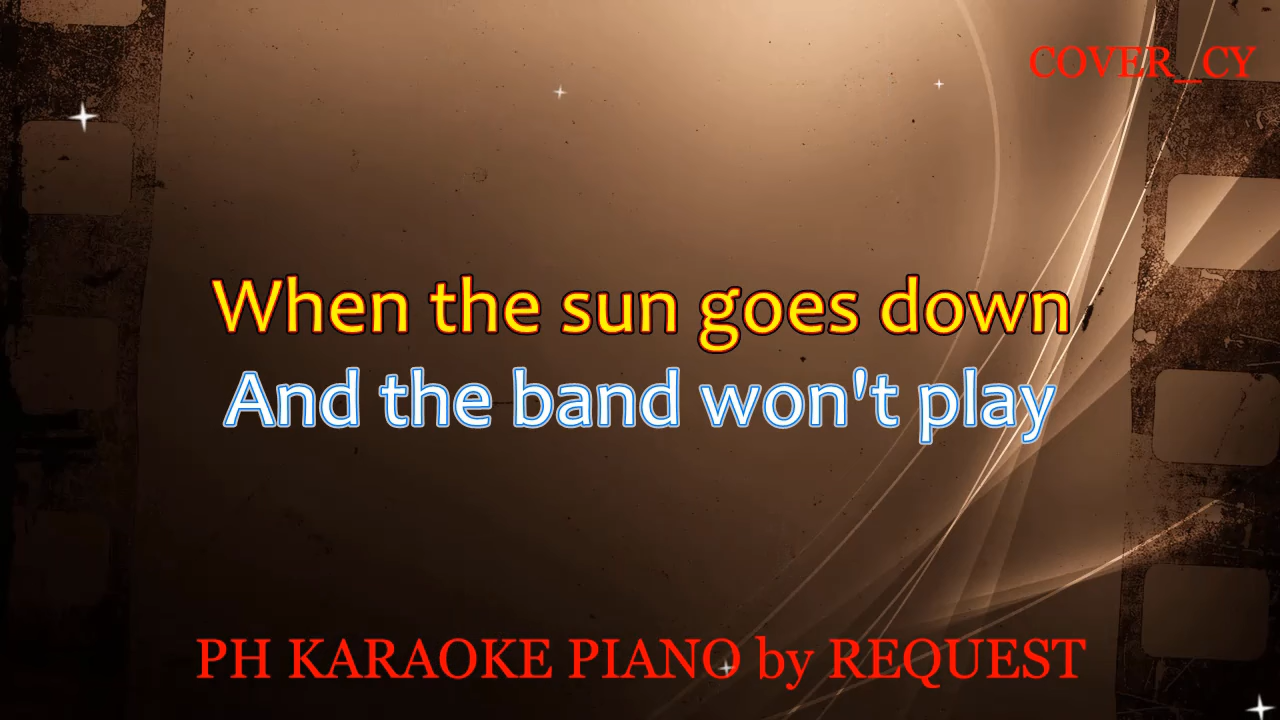 COVER_CY
When the sun goes down
And the band won't play
PH KARAOKE PIANO by REQUEST